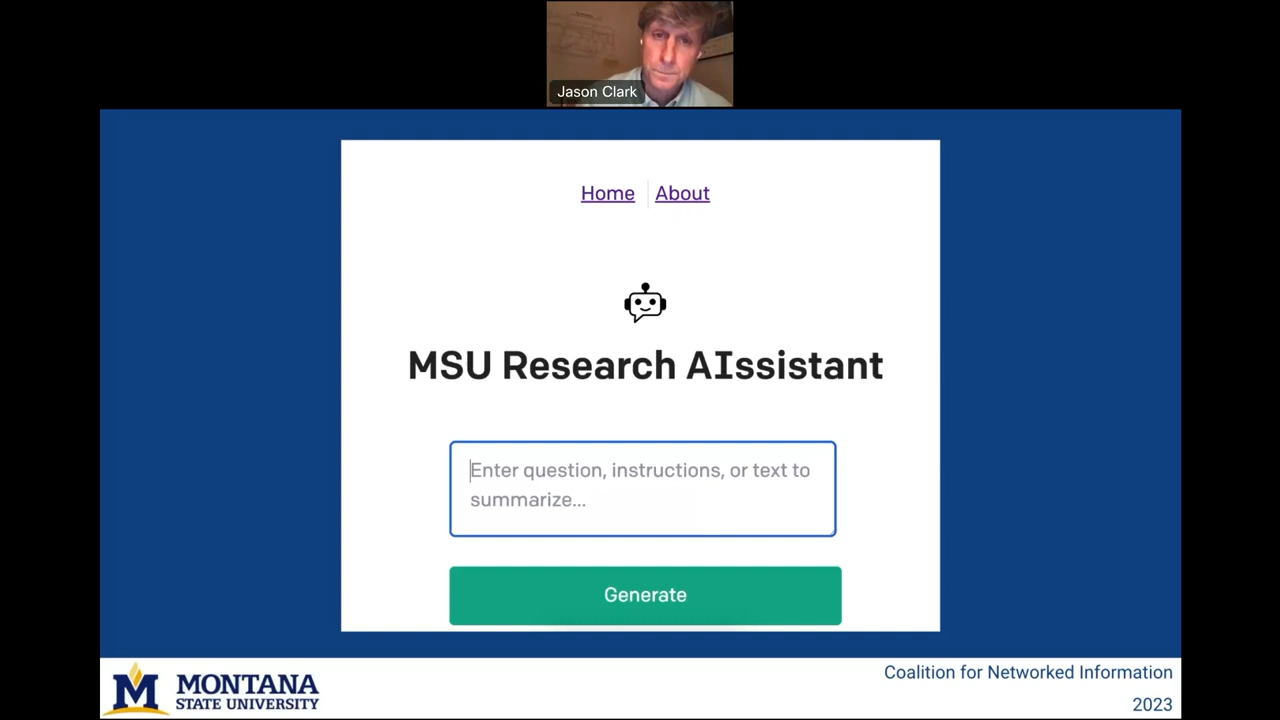 Jason Clark
Home About
MSU Research AIssistant
Enter question, instructions, or text to
summarize...
Generate
MONTANA
STATE UNIVERSITY
Coalition for Networked Information
2023